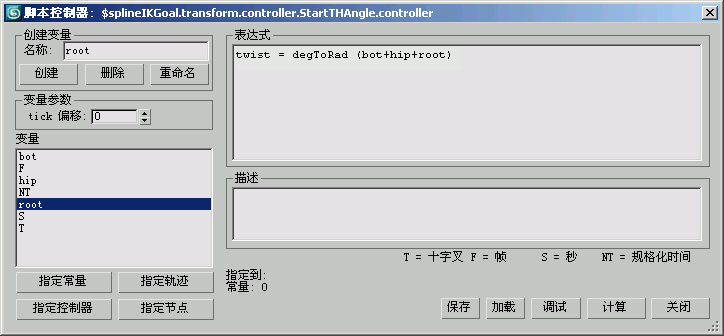 脚本控制器: $splineIKGoal.transform.controller.StartTHAngle.controller
创建变量
名称: root
创建 删除 重命名
变量参数
tick 偏移: 0
变量
bot
F
hip
NT
root
S
T
指定常量 指定轨迹
指定控制器 指定节点
表达式
twist = degToRad (bot+hip+root)
描述
T = 十字叉 F = 帧 S = 秒 NT = 规格化时间
指定到:
常量: 0
保存 加载 调试 计算 关闭